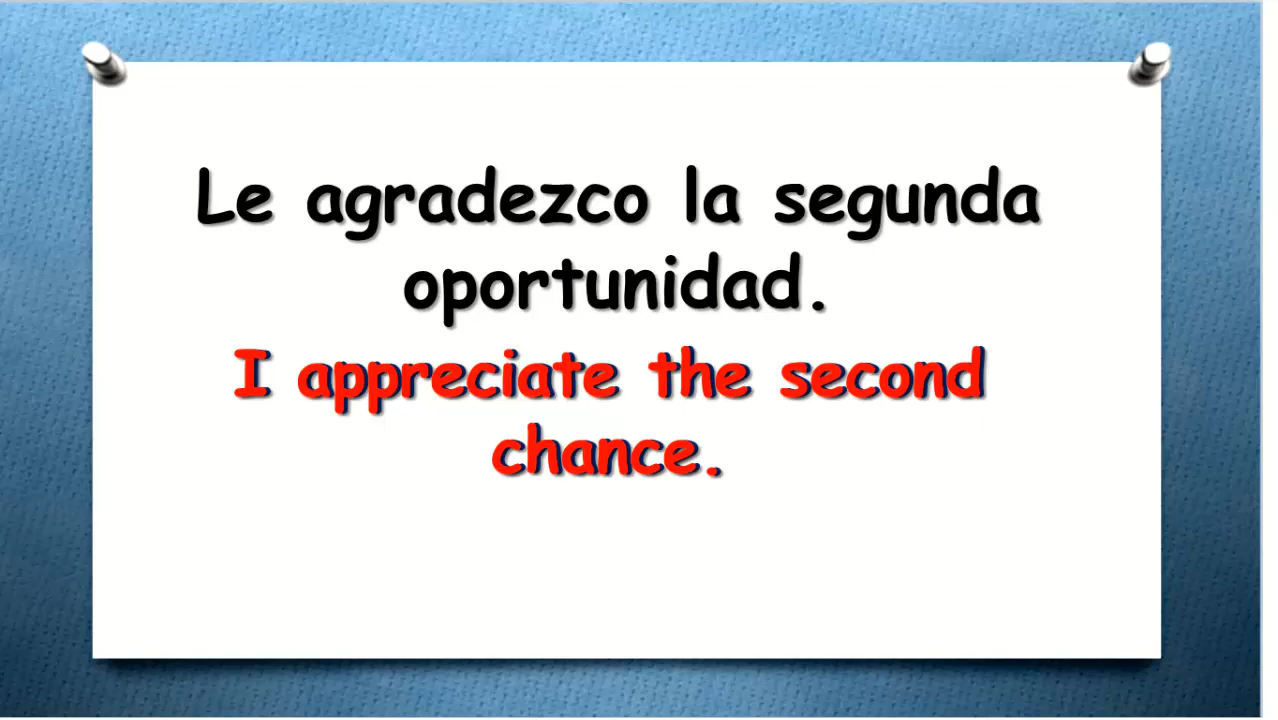 Le agradezco la segunda
oportunidad.
I appreciate the second
chance.